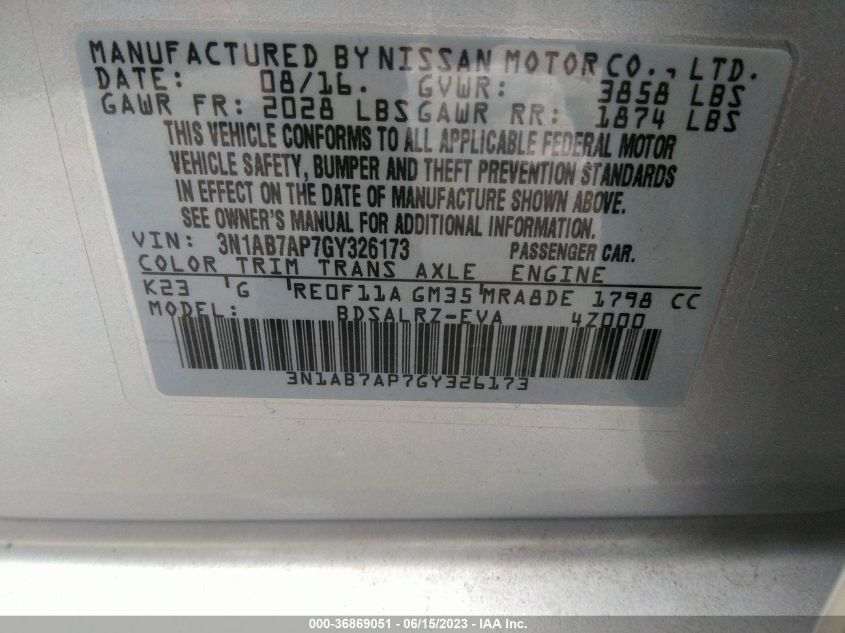 MANUFACTURED BY NISSAN MOTOR CO., LTD.
DATE: 08/16. GVWR: 3858 LBS
GAWR FR: 2028 LBS GAWR RR: 1874 LBS
THIS VEHICLE CONFORMS TO ALL APPLICABLE FEDERAL MOTOR
VEHICLE SAFETY, BUMPER AND THEFT PREVENTION STANDARDS
IN EFFECT ON THE DATE OF MANUFACTURE SHOWN ABOVE.
SEE OWNER'S MANUAL FOR ADDITIONAL INFORMATION.
VIN: 3N1AB7AP7GY326173 PASSENGER CAR.
COLOR TRIM TRANS AXLE ENGINE
K23 G RE0F11A GM35 MRA8DE 1798 CC
MODEL: BDSALRZ-EVA 4Z000
3N1AB7AP7GY326173
000-36869051 - 06/15/2023 - IAA Inc.